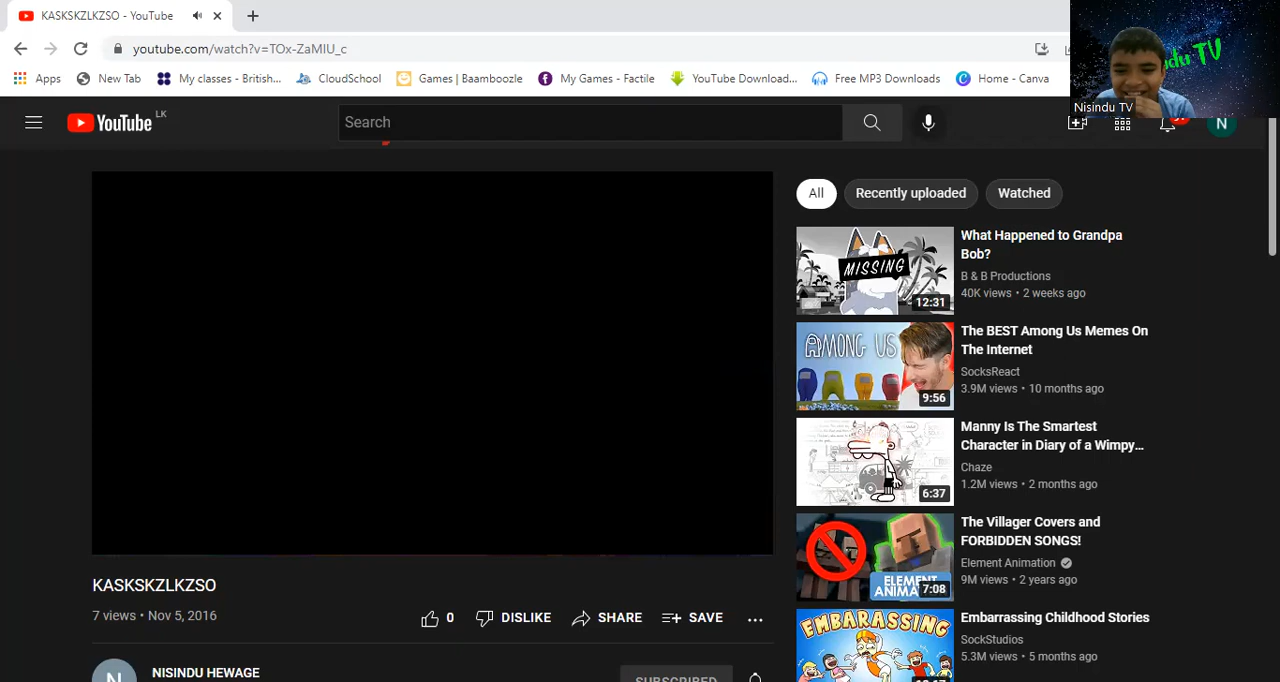 KASKSKZLKZSO - YouTube
youtube.com/watch?v=TOx-ZaMlU_c
Apps New Tab My classes - British... CloudSchool Games | Baamboozle My Games - Factile YouTube Download... Free MP3 Downloads Home - Canva
ndu TV
Nisindu TV
YouTube LK
Search
N
All Recently uploaded Watched
MISSING
12:31
What Happened to Grandpa
Bob?
B & B Productions
40K views • 2 weeks ago
AMONG US
9:56
The BEST Among Us Memes On
The Internet
SocksReact
3.9M views • 10 months ago
6:37
Manny Is The Smartest
Character in Diary of a Wimpy...
Chaze
1.2M views • 2 months ago
ELEMENT
ANIMA
7:08
The Villager Covers and
FORBIDDEN SONGS!
Element Animation
9M views • 2 years ago
EMBARASSING
Embarrassing Childhood Stories
SockStudios
5.3M views • 5 months ago
KASKSKZLKZSO
7 views • Nov 5, 2016
0 DISLIKE SHARE SAVE
N
NISINDU HEWAGE
SUBSCRIBED